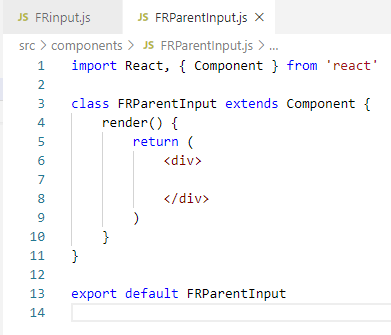 JS FRinput.js JS FRParentInput.js ×
src > components > JS FRParentInput.js > ...
1 import React, { Component } from 'react'
2
3 class FRParentInput extends Component {
4 render() {
5 return (
6 <div>
7
8 </div>
9 )
10 }
11 }
12
13 export default FRParentInput
14